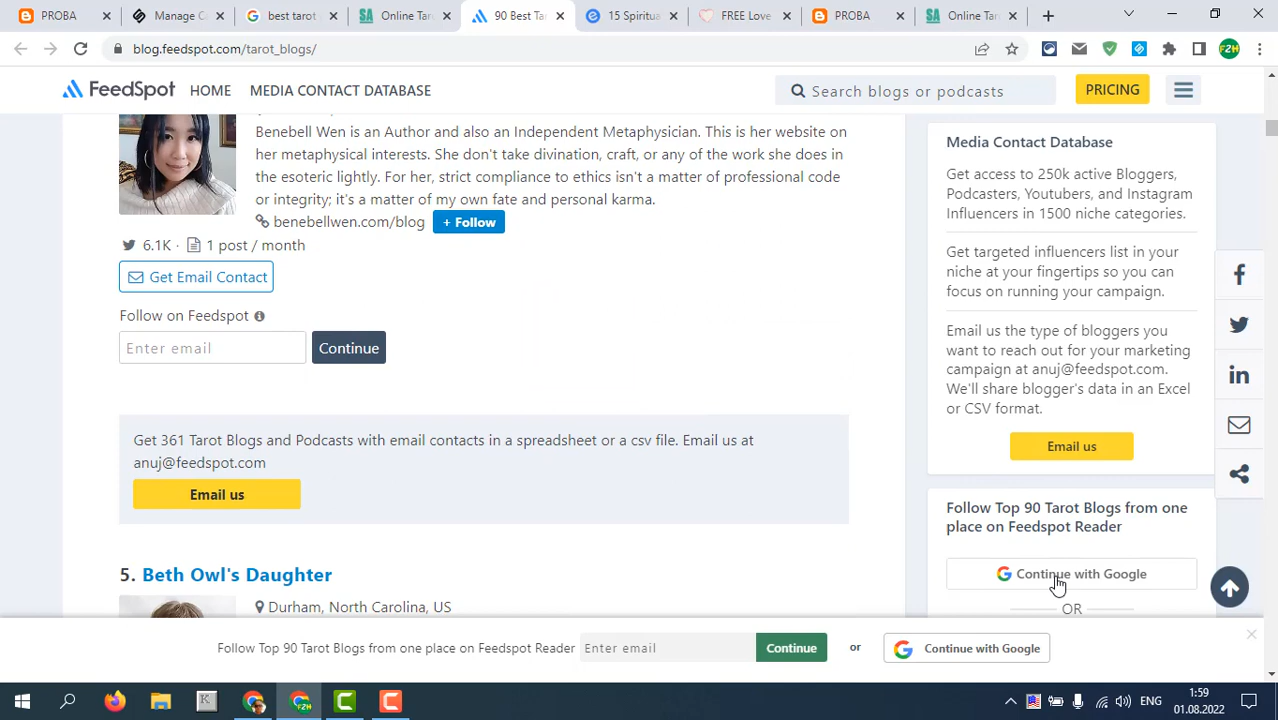 PROBA
Manage C
best tarot
Online Tar
90 Best Ta
15 Spiritua
FREE Love
PROBA
Online Tar
blog.feedspot.com/tarot_blogs/
F2H
FeedSpot
HOME
MEDIA CONTACT DATABASE
Search blogs or podcasts
PRICING
Benebell Wen is an Author and also an Independent Metaphysician. This is her website on
her metaphysical interests. She don't take divination, craft, or any of the work she does in
the esoteric lightly. For her, strict compliance to ethics isn't a matter of professional code
or integrity; it's a matter of my own fate and personal karma.
benebellwen.com/blog
+ Follow
6.1K · 1 post / month
Get Email Contact
Follow on Feedspot
Enter email
Continue
Get 361 Tarot Blogs and Podcasts with email contacts in a spreadsheet or a csv file. Email us at
anuj@feedspot.com
Email us
5. Beth Owl's Daughter
Durham, North Carolina, US
Media Contact Database
Get access to 250k active Bloggers,
Podcasters, Youtubers, and Instagram
Influencers in 1500 niche categories.
Get targeted influencers list in your
niche at your fingertips so you can
focus on running your campaign.
Email us the type of bloggers you
want to reach out for your marketing
campaign at anuj@feedspot.com.
We'll share blogger's data in an Excel
or CSV format.
Email us
Follow Top 90 Tarot Blogs from one
place on Feedspot Reader
Continue with Google
OR
Follow Top 90 Tarot Blogs from one place on Feedspot Reader
Enter email
Continue
or
Continue with Google
F2H
ENG
1:59
01.08.2022